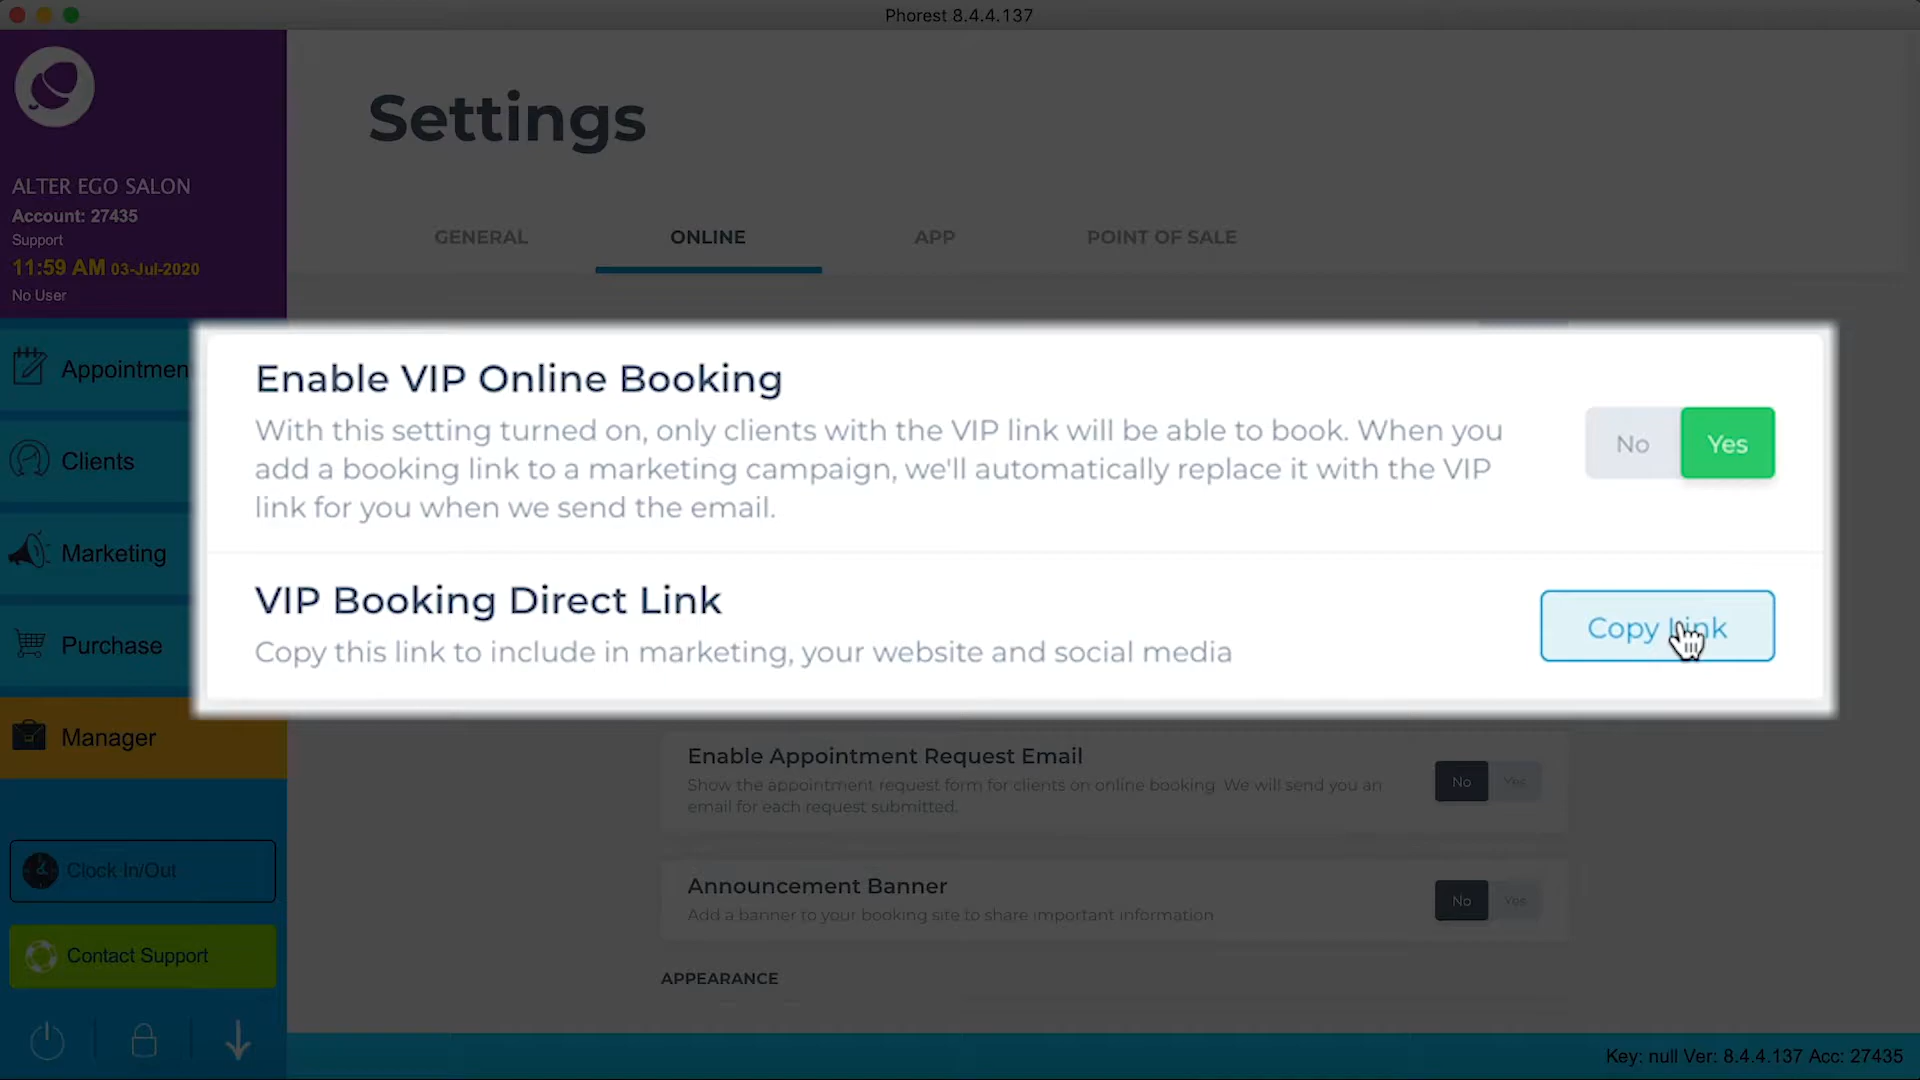 Phorest 8.4.4.137
ALTER EGO SALON
Account: 27435
Support
11:59 AM 03-Jul-2020
No User
Settings
GENERAL
ONLINE
APP
POINT OF SALE
Appointmen
Clients
Marketing
Purchase
Manager
Clock In/Out
Contact Support
Enable VIP Online Booking
With this setting turned on, only clients with the VIP link will be able to book. When you
add a booking link to a marketing campaign, we'll automatically replace it with the VIP
link for you when we send the email.
No Yes
VIP Booking Direct Link
Copy this link to include in marketing, your website and social media
Copy Link
Enable Appointment Request Email
Show the appointment request form for clients on online booking. We will send you an
email for each request submitted.
No Yes
Announcement Banner
Add a banner to your booking site to share important information
No Yes
APPEARANCE
Key: null Ver: 8.4.4.137 Acc: 27435